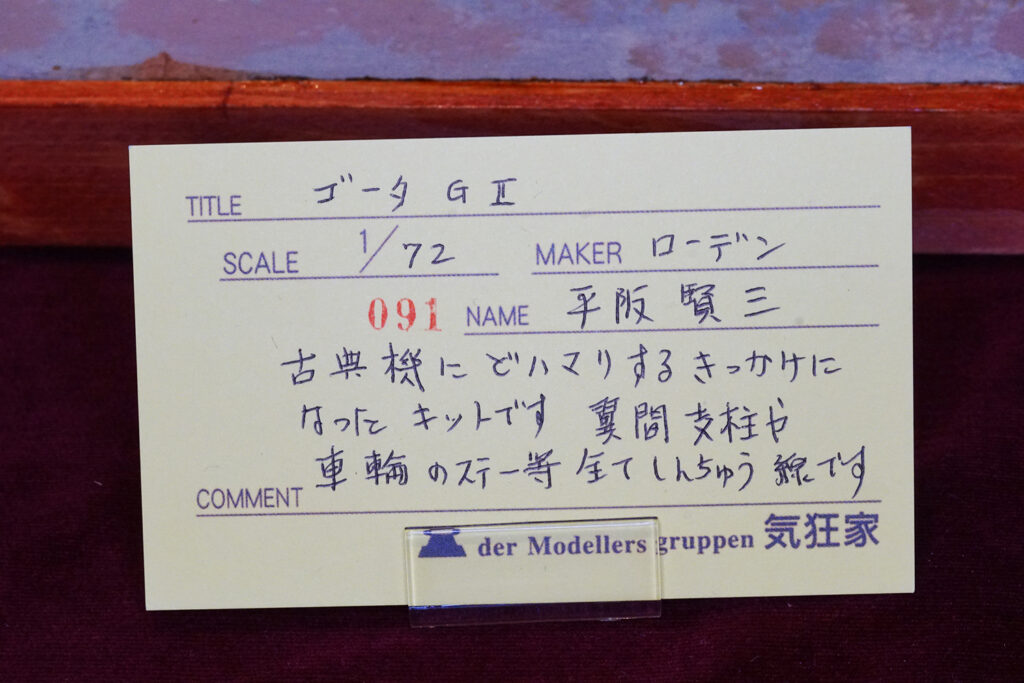 TITLE ゴータ G II
SCALE 1/72 MAKER ローデン
091 NAME 平阪賢三
古典機にどハマりするきっかけに
なったキットです 翼間支柱や
車輪のステー等全てしんちゅう線です
COMMENT
der Modellers gruppen 気狂家